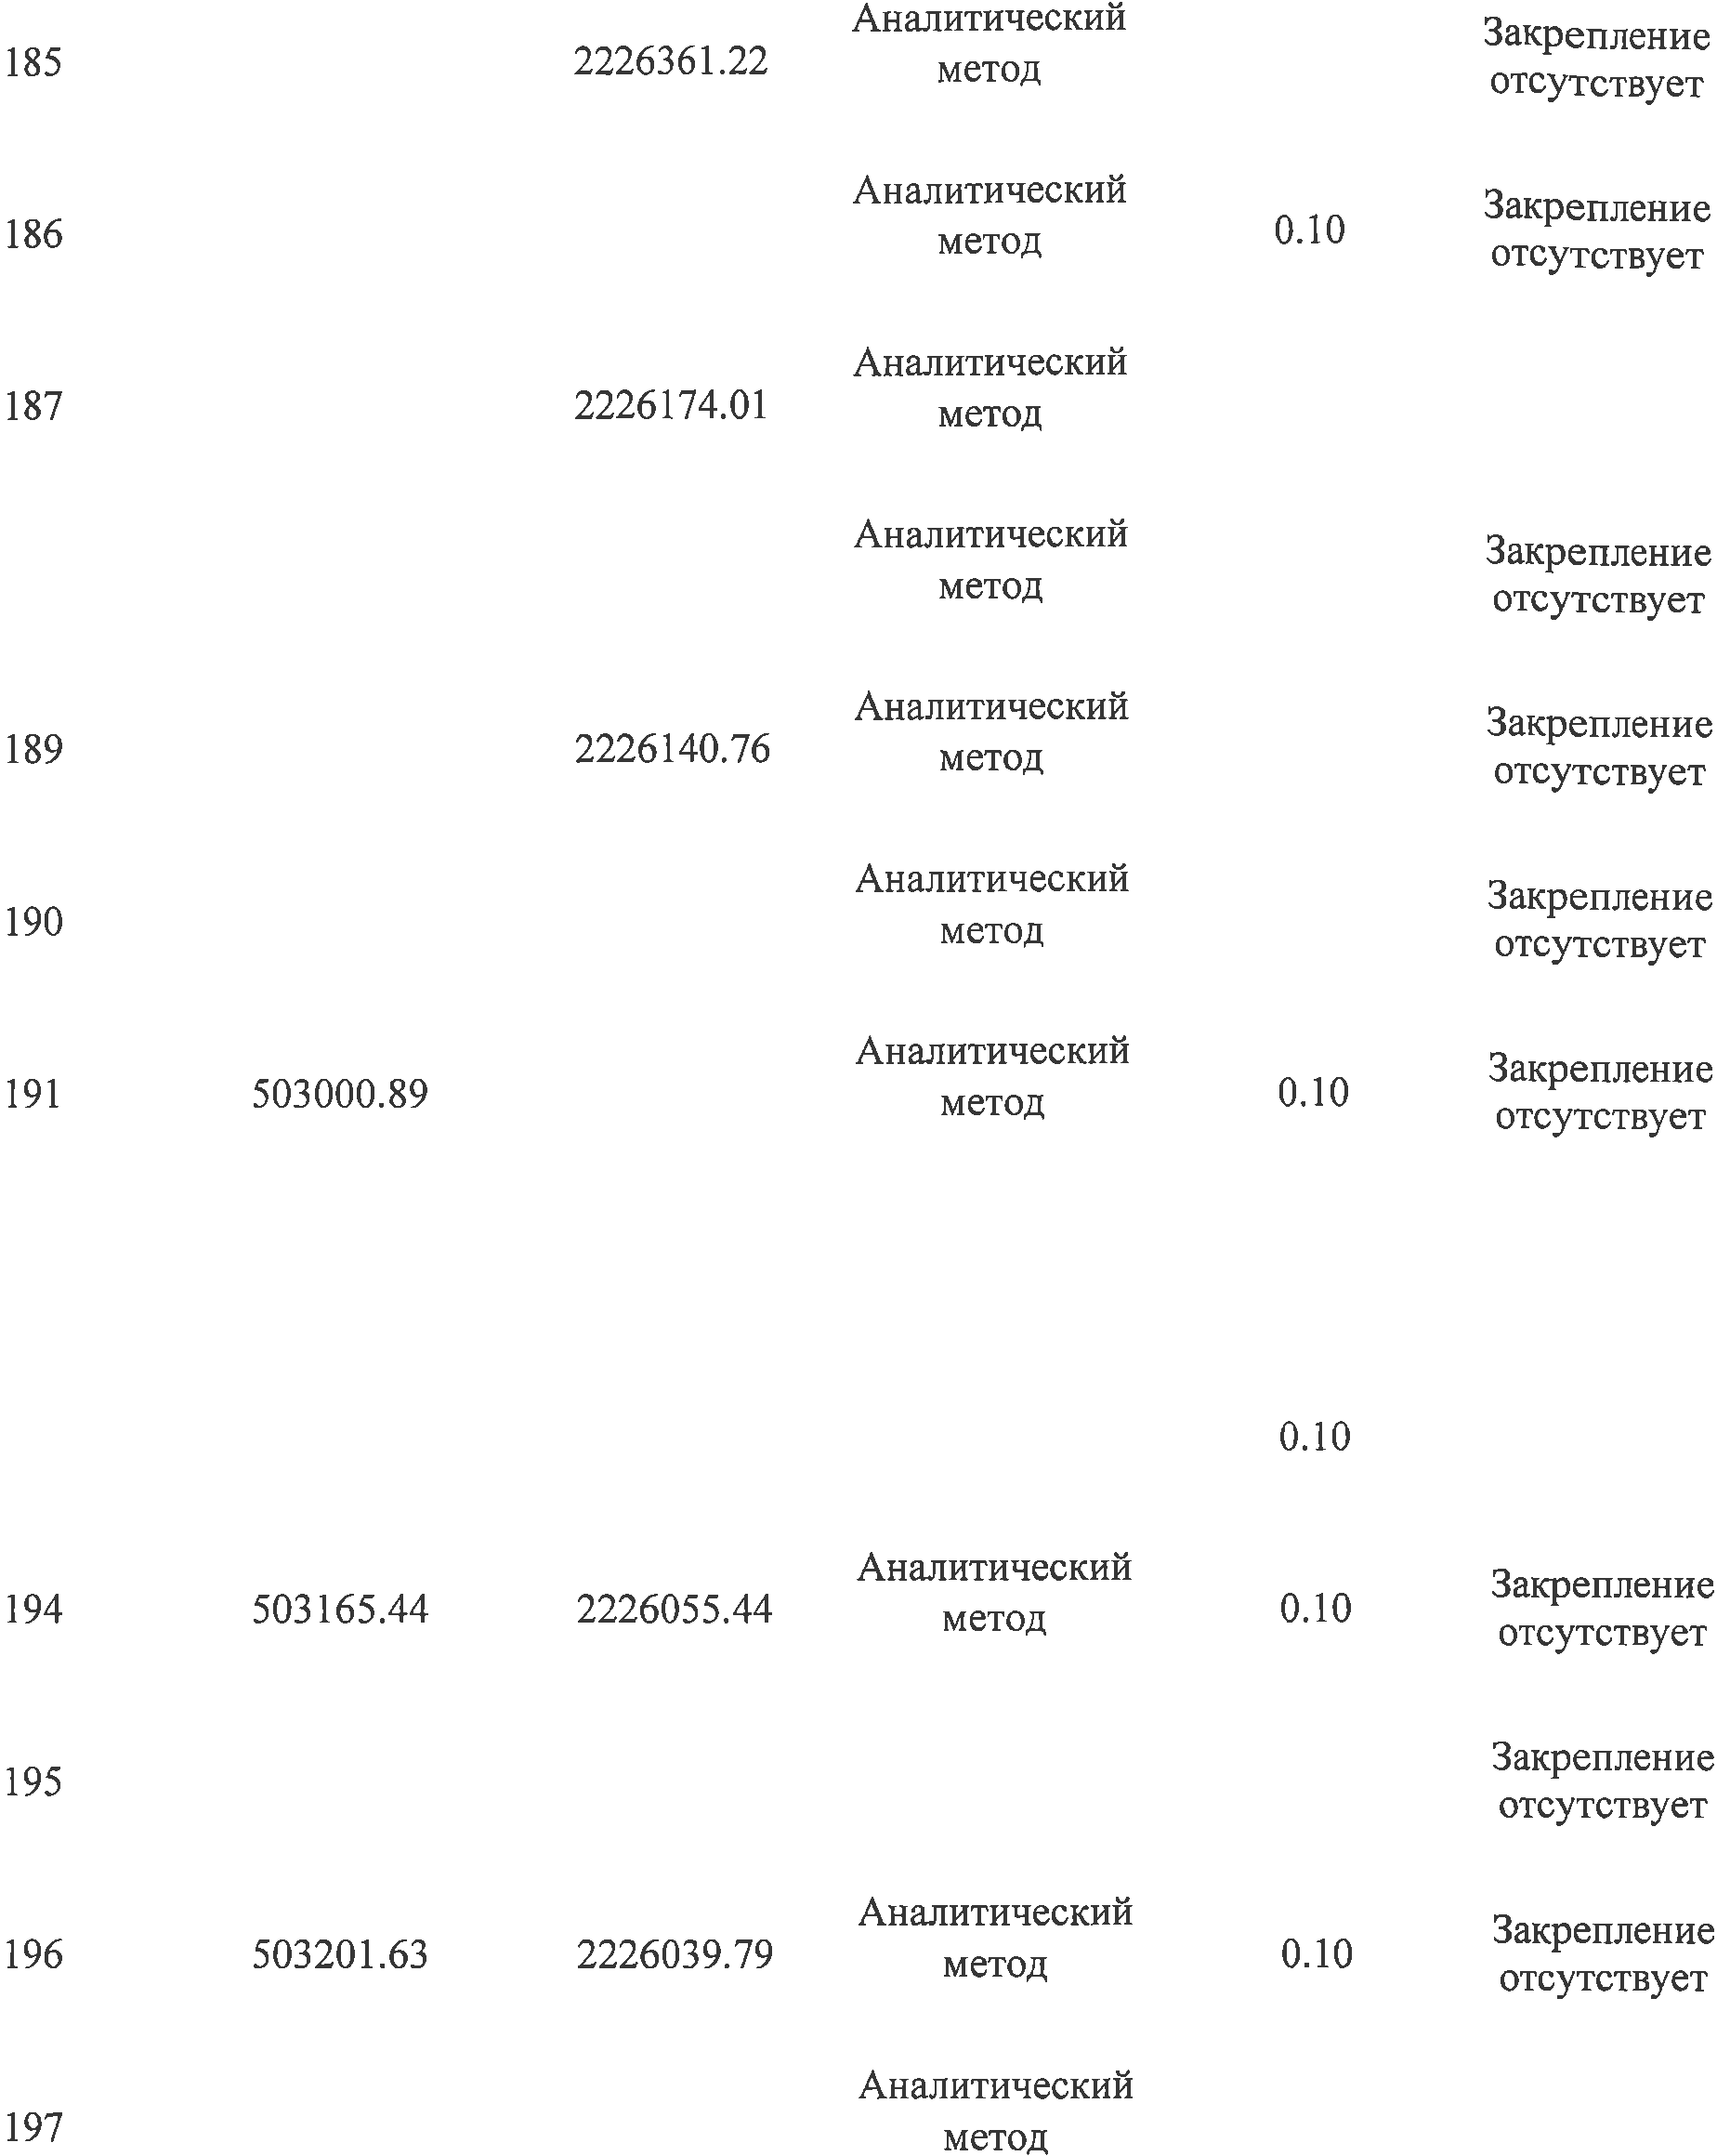 185 2226361.22 Аналитический метод Закрепление отсутствует
186 Аналитический метод 0.10 Закрепление отсутствует
187 2226174.01 Аналитический метод
Аналитический метод Закрепление отсутствует
189 2226140.76 Аналитический метод Закрепление отсутствует
190 Аналитический метод Закрепление отсутствует
191 503000.89 Аналитический метод 0.10 Закрепление отсутствует
0.10
194 503165.44 2226055.44 Аналитический метод 0.10 Закрепление отсутствует
195 Закрепление отсутствует
196 503201.63 2226039.79 Аналитический метод 0.10 Закрепление отсутствует
197 Аналитический метод